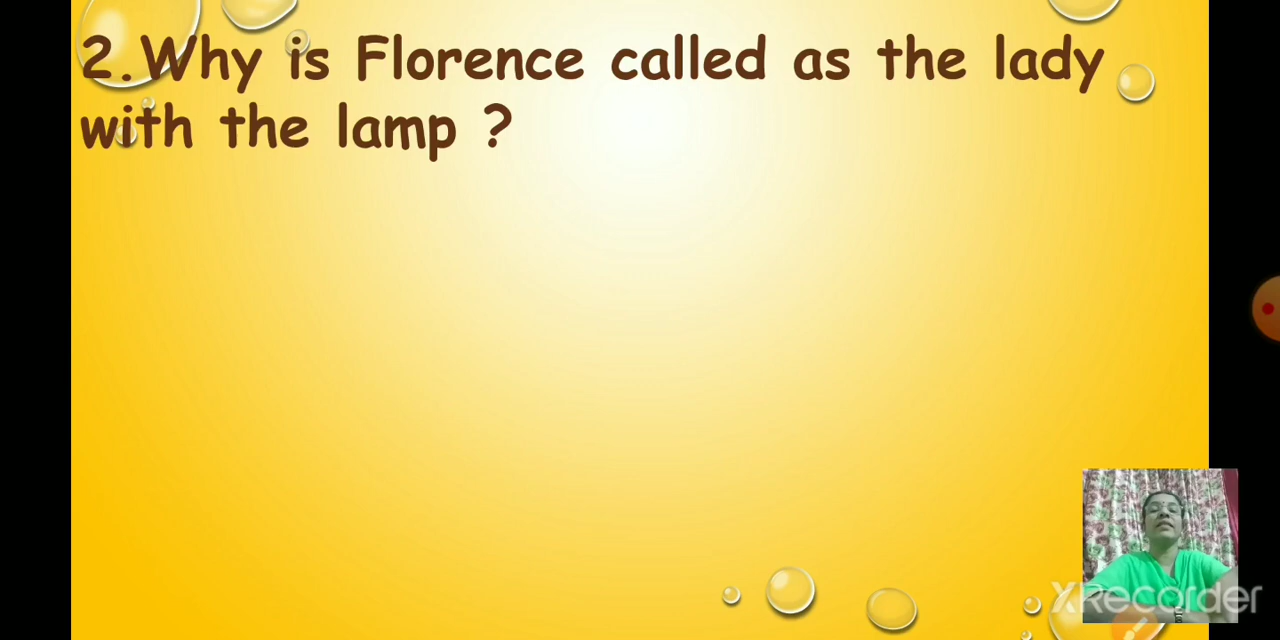 2.Why is Florence called as the lady
with the lamp ?
XRecorder